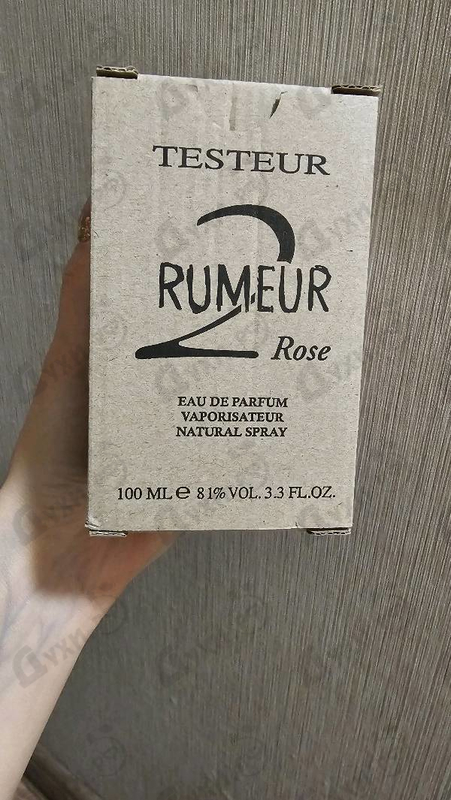 TESTEUR
2
RUMEUR
Rose
EAU DE PARFUM
VAPORISATEUR
NATURAL SPRAY
100 ML e 81% VOL. 3.3 FL.OZ.